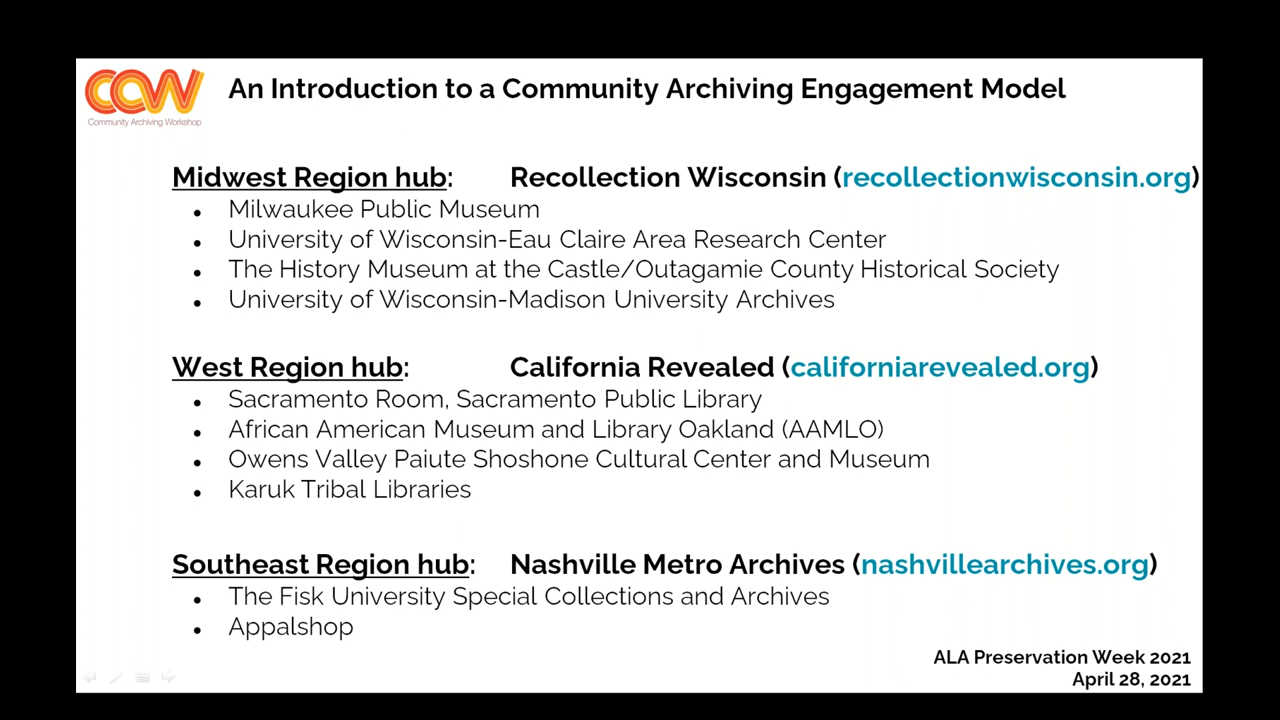 CAW
Community Archiving Workshop
An Introduction to a Community Archiving Engagement Model
Midwest Region hub: Recollection Wisconsin (recollectionwisconsin.org)
• Milwaukee Public Museum
• University of Wisconsin-Eau Claire Area Research Center
• The History Museum at the Castle/Outagamie County Historical Society
• University of Wisconsin-Madison University Archives
West Region hub: California Revealed (californiarevealed.org)
• Sacramento Room, Sacramento Public Library
• African American Museum and Library Oakland (AAMLO)
• Owens Valley Paiute Shoshone Cultural Center and Museum
• Karuk Tribal Libraries
Southeast Region hub: Nashville Metro Archives (nashvillearchives.org)
• The Fisk University Special Collections and Archives
• Appalshop
ALA Preservation Week 2021
April 28, 2021